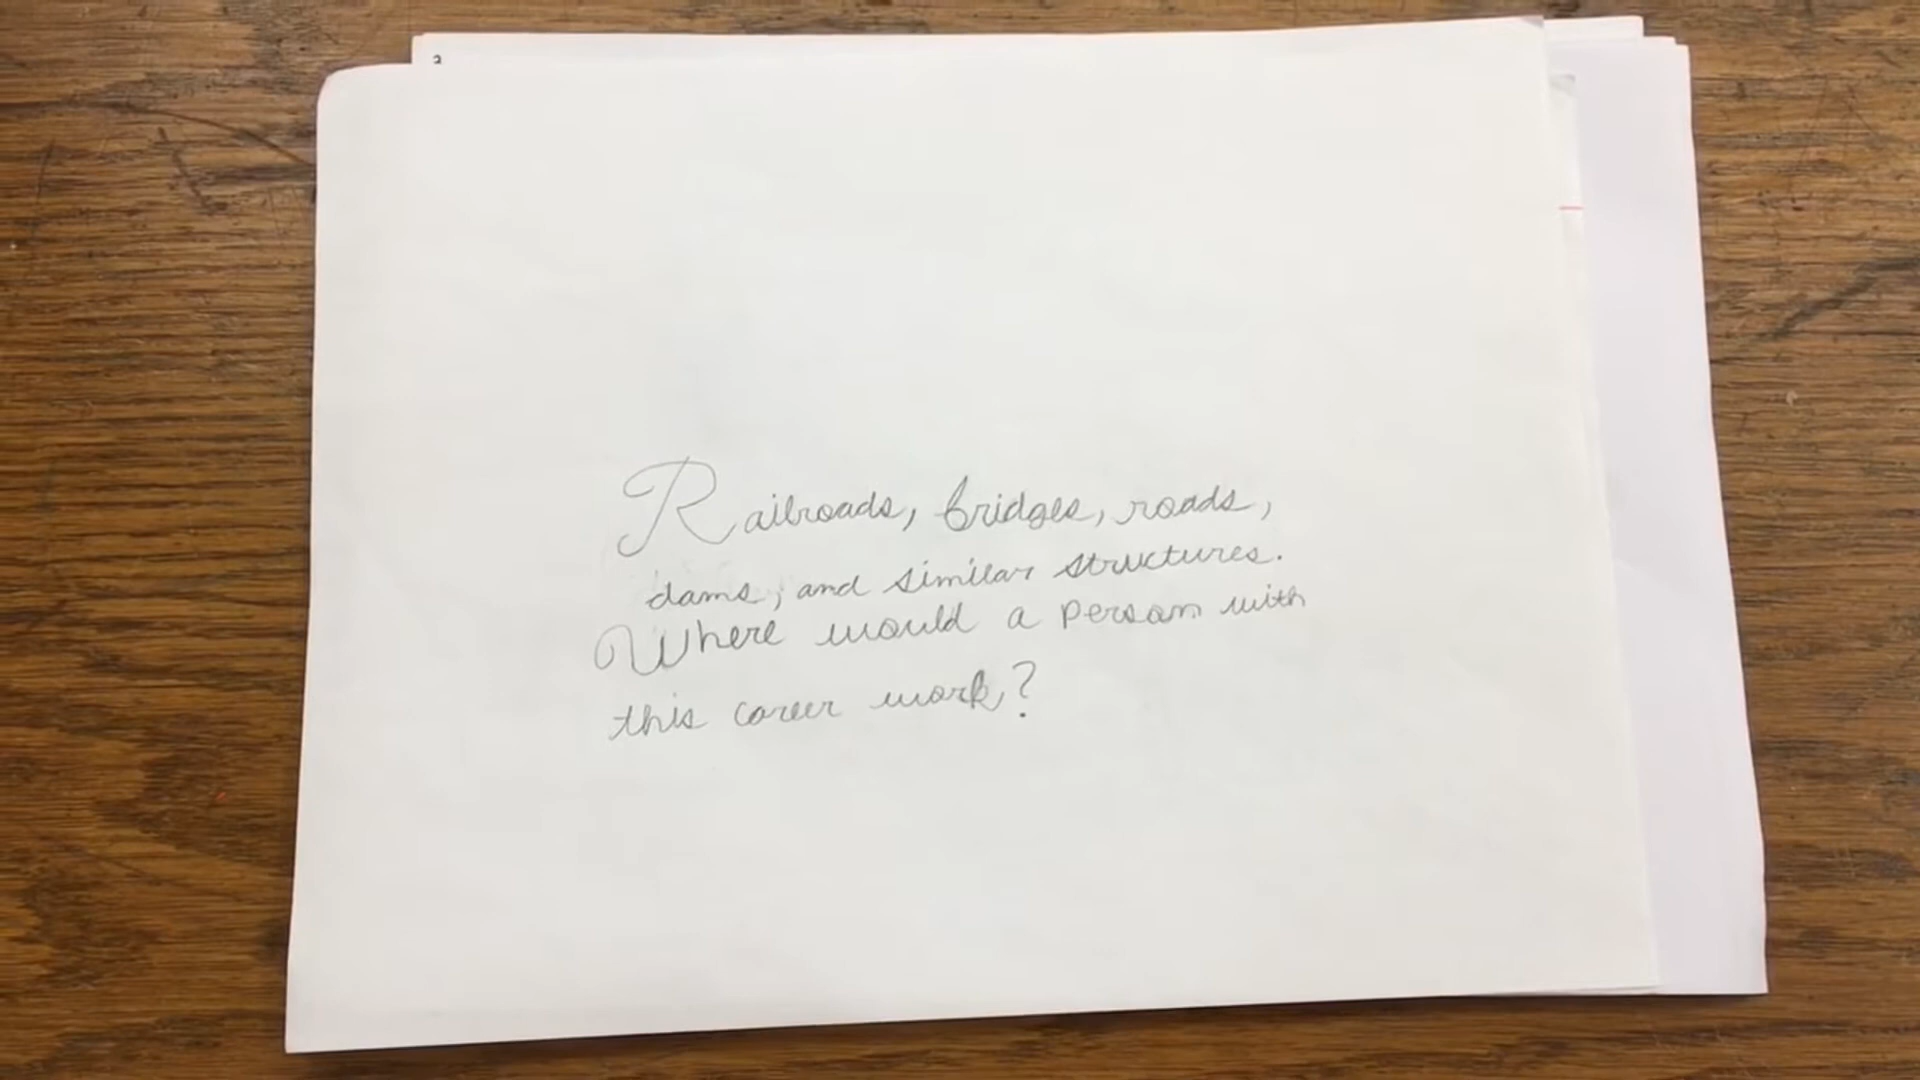 Railroads, bridges, roads,
dams, and similar structures.
Where would a person with
this career work?